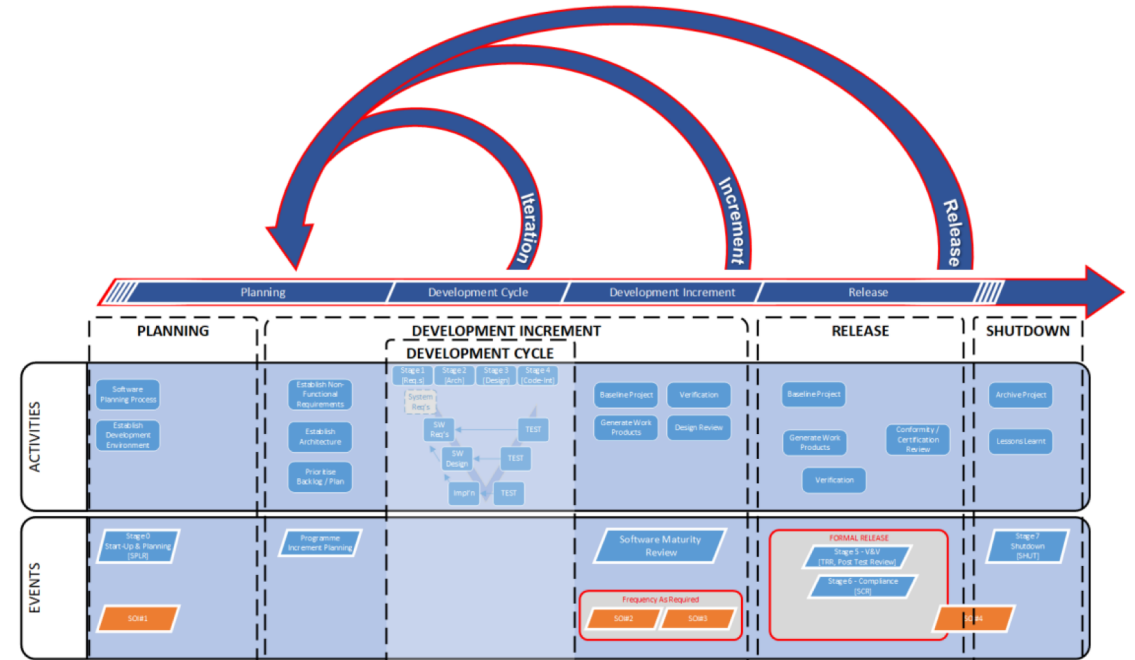 Iteration
Increment
Release
Planning
Development Cycle
Development Increment
Release
PLANNING
DEVELOPMENT INCREMENT
RELEASE
SHUTDOWN
DEVELOPMENT CYCLE
ACTIVITIES
Software
Planning Process
Establish
Development
Environment
Establish Non-
Functional
Requirements
Establish
Architecture
Prioritise
Backlog / Plan
Stage 1
[Req.s]
Stage 2
[Arch]
Stage 3
[Design]
Stage 4
[Code-Int]
System
Req's
SW
Req's
TEST
SW
Design
TEST
Impl'n
TEST
Baseline Project
Verification
Generate Work
Products
Design Review
Baseline Project
Generate Work
Products
Conformity /
Certification
Review
Verification
Archive Project
Lessons Learnt
EVENTS
Stage 0
Start-Up & Planning
[SPLR]
SOI#1
Programme
Increment Planning
Software Maturity
Review
Frequency As Required
SOI#2
SOI#3
FORMAL RELEASE
Stage 5 - V&V
[TRR, Post Test Review]
Stage 6 - Compliance
[SCR]
SOI#4
Stage 7
Shutdown
[SHUT]